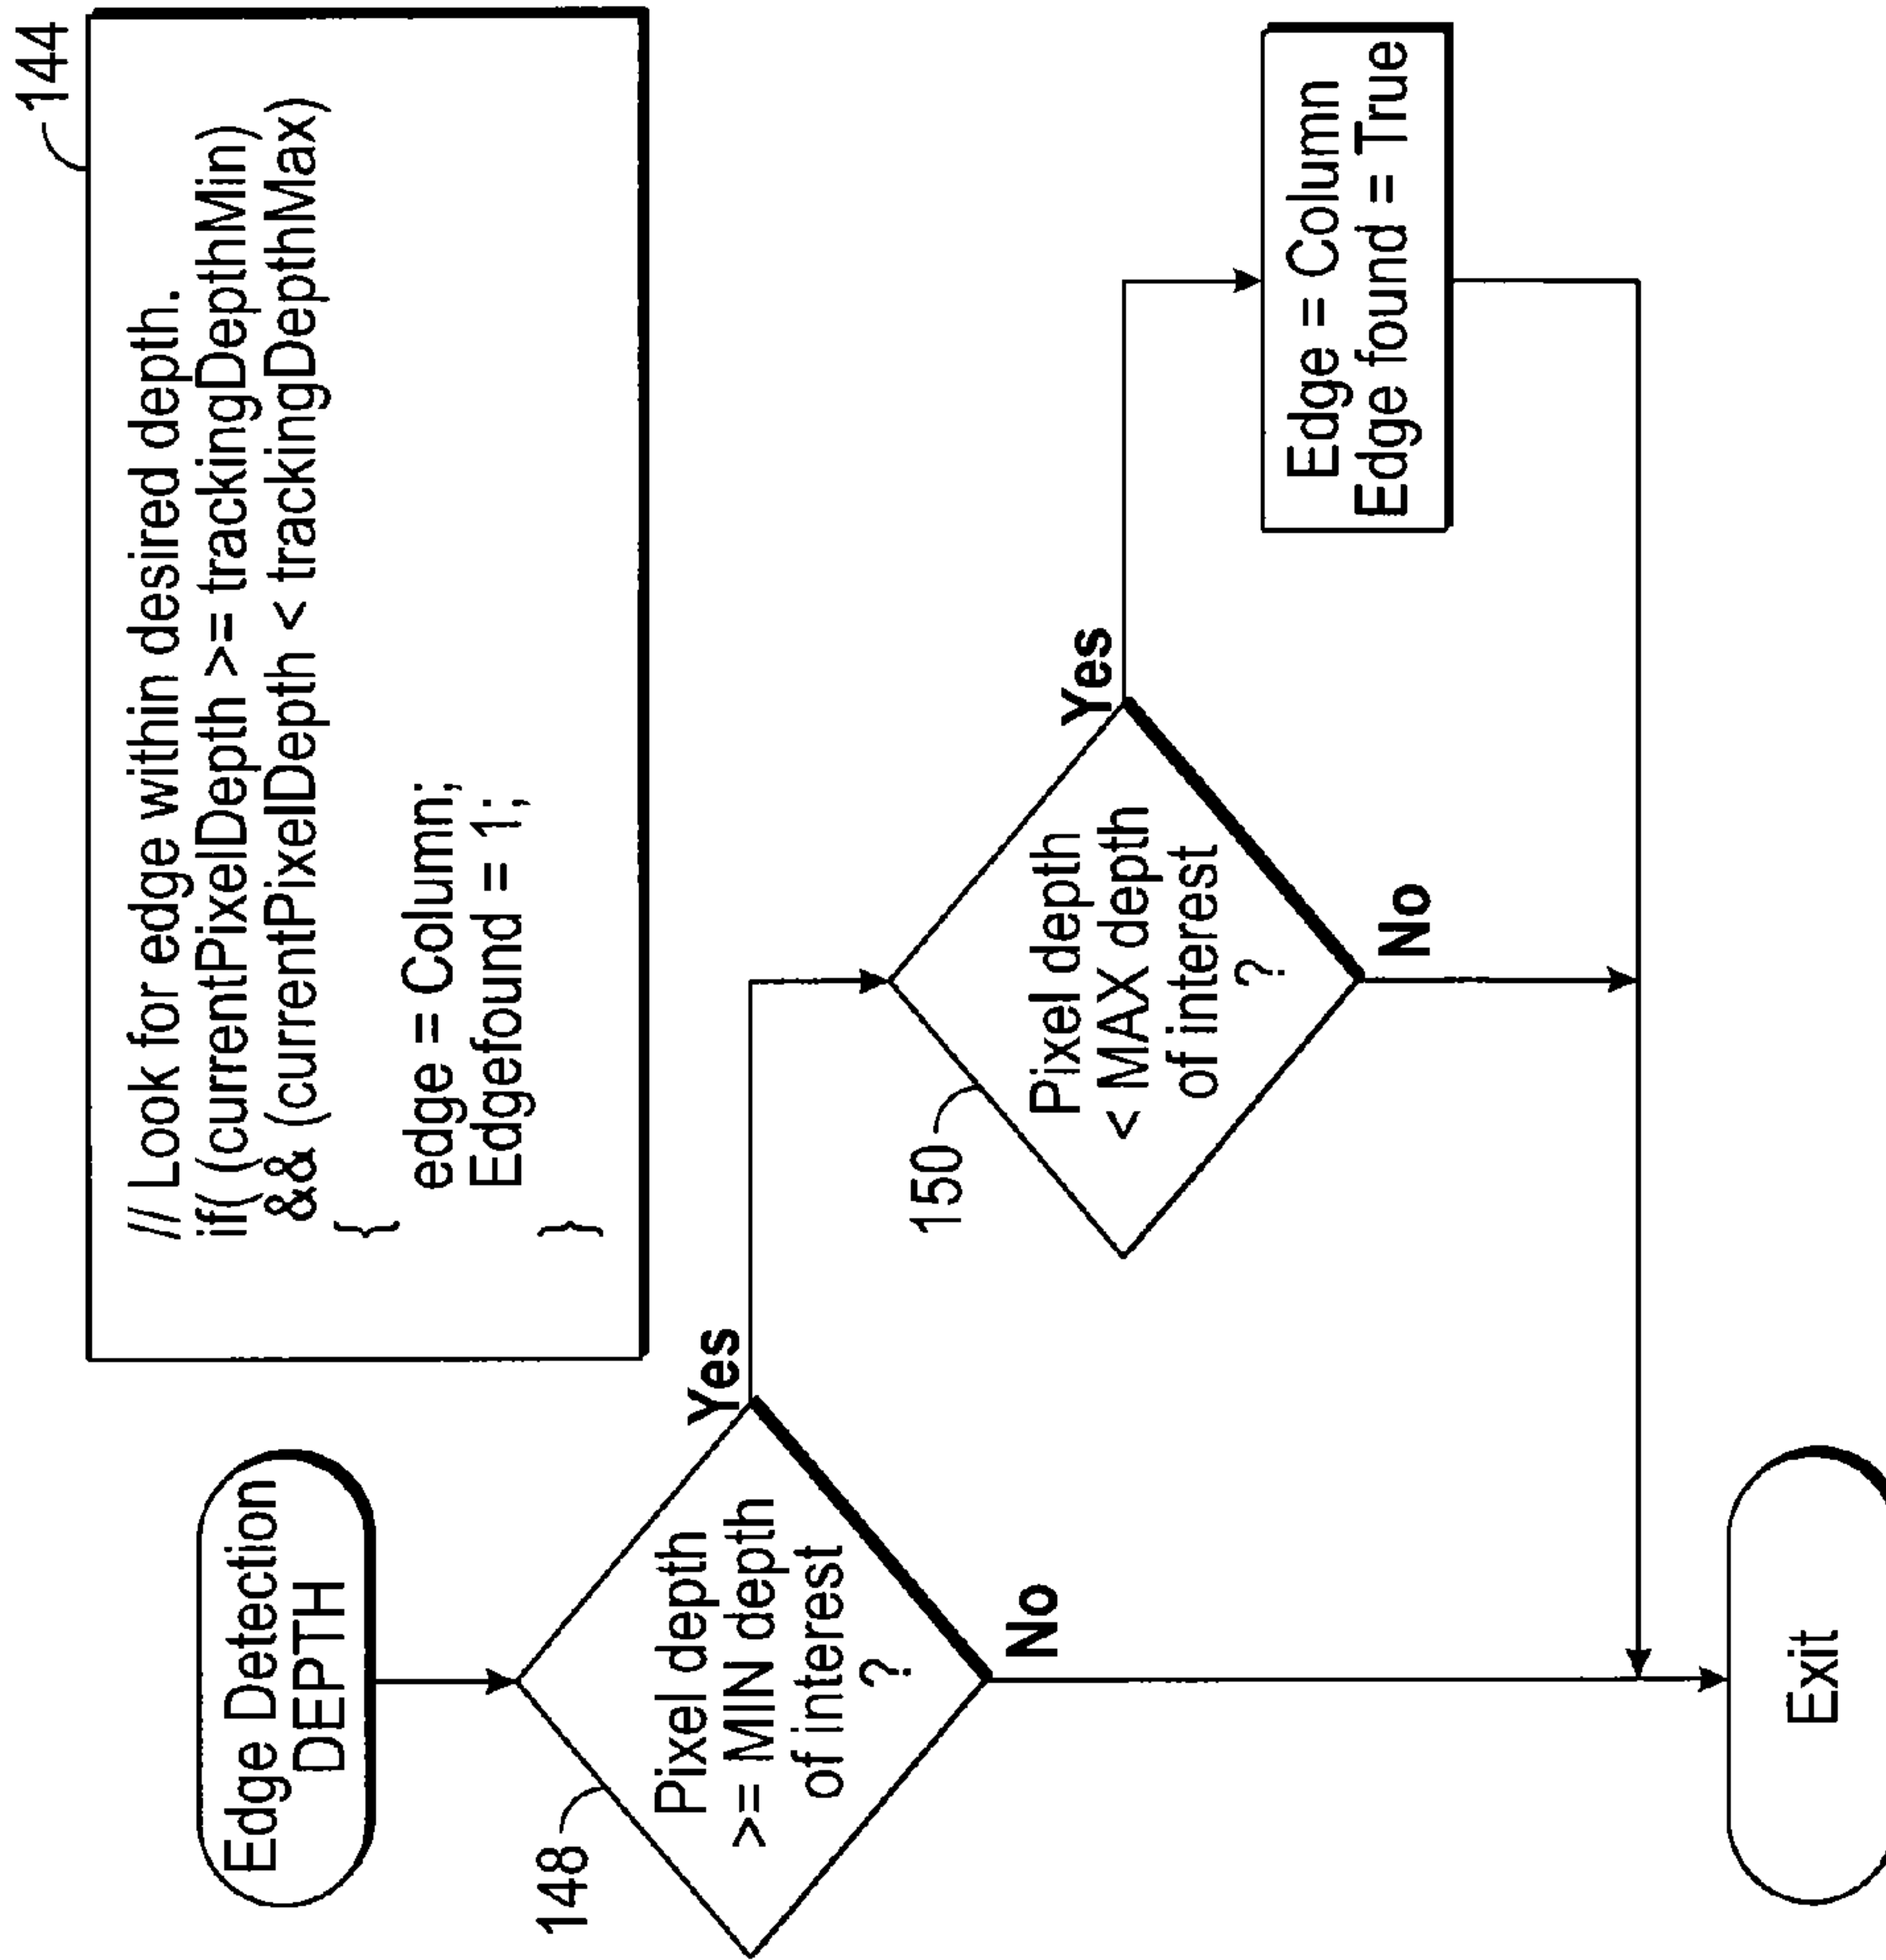 144
// Look for edge within desired depth.
if( (currentPixelDepth >= trackingDepthMin)
&& (currentPixelDepth < trackingDepthMax)
{
edge = Column;
Edgefound = 1;
}
Edge Detection
DEPTH
148
Pixel depth
>= MIN depth
of interest
?
Yes
No
150
Pixel depth
< MAX depth
of interest
?
Yes
No
Edge = Column
Edge found = True
Exit